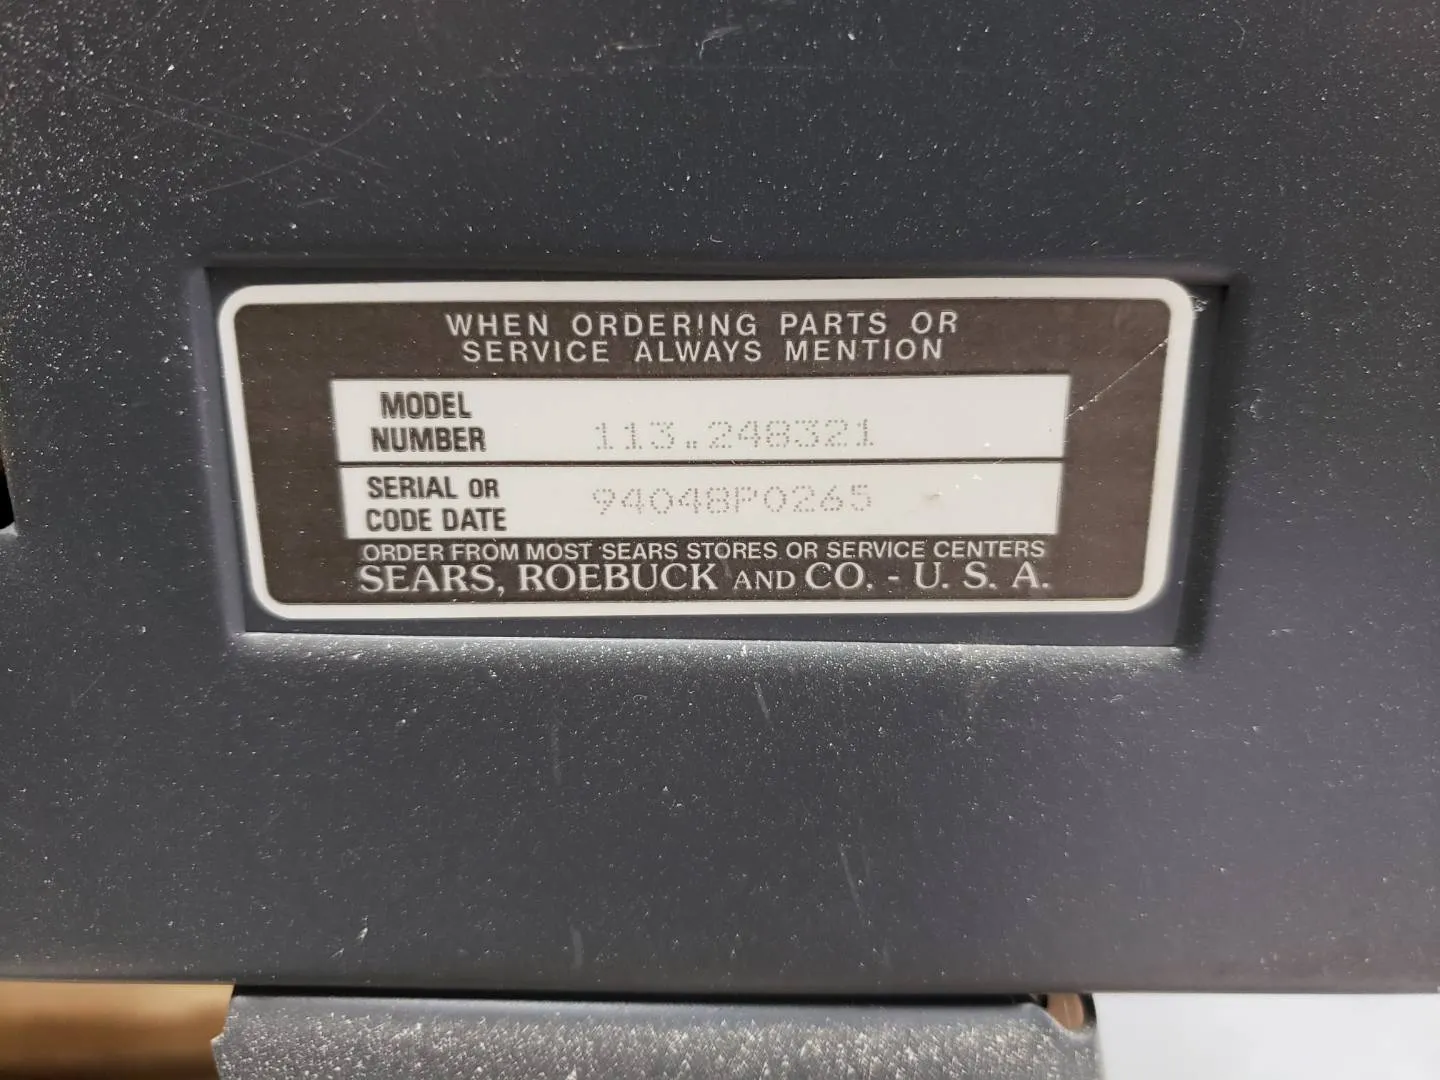 WHEN ORDERING PARTS OR
SERVICE ALWAYS MENTION
MODEL
NUMBER 113.248321
SERIAL OR
CODE DATE 94048P0265
ORDER FROM MOST SEARS STORES OR SERVICE CENTERS
SEARS, ROEBUCK AND CO. - U. S. A.